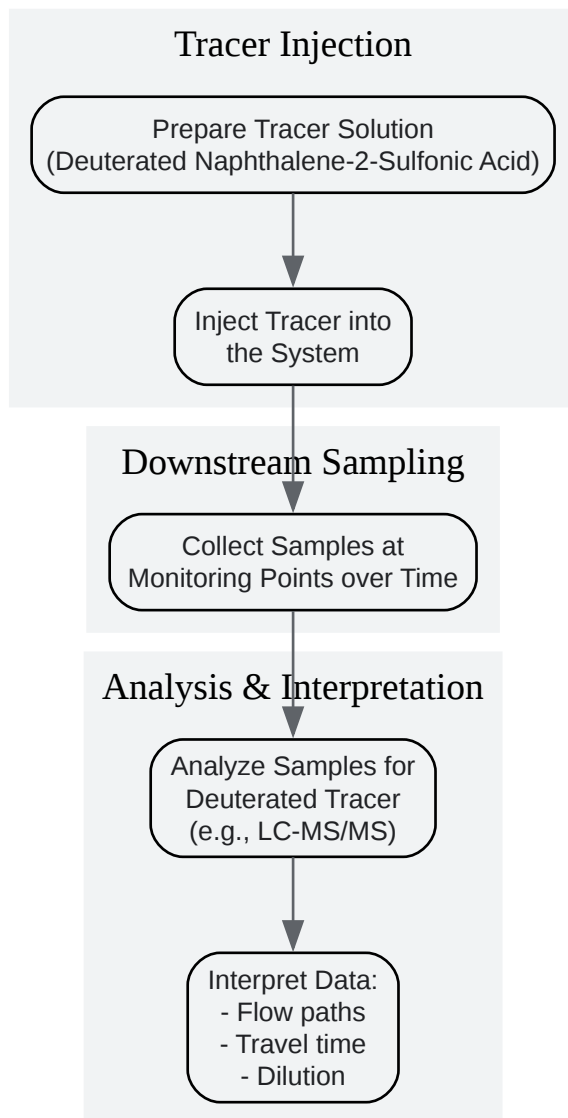 Tracer Injection
Prepare Tracer Solution
(Deuterated Naphthalene-2-Sulfonic Acid)
Inject Tracer into
the System
Downstream Sampling
Collect Samples at
Monitoring Points over Time
Analysis & Interpretation
Analyze Samples for
Deuterated Tracer
(e.g., LC-MS/MS)
Interpret Data:
- Flow paths
- Travel time
- Dilution